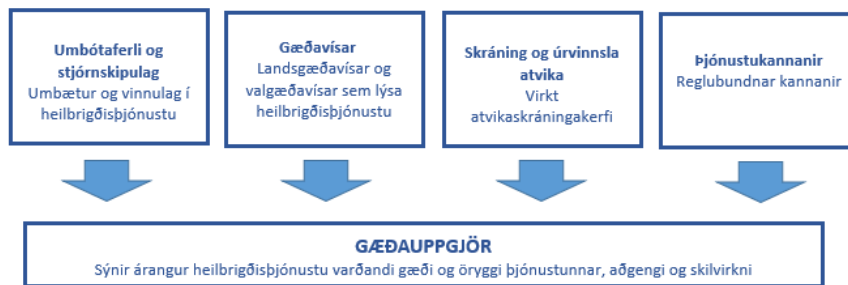 Umbótaferli og
stjórnskipulag
Umbætur og vinnulag í
heilbrigðisþjónustu
Gæðavísar
Landsgæðavísar og
valgæðavísar sem lýsa
heilbrigðisþjónustu
Skráning og úrvinnsla
atvika
Virkt
atvikaskráningakerfi
Þjónustukannanir
Reglubundnar kannanir
GÆÐAUPPGJÖR
Sýnir árangur heilbrigðisþjónustu varðandi gæði og öryggi þjónustunnar, aðgengi og skilvirkni